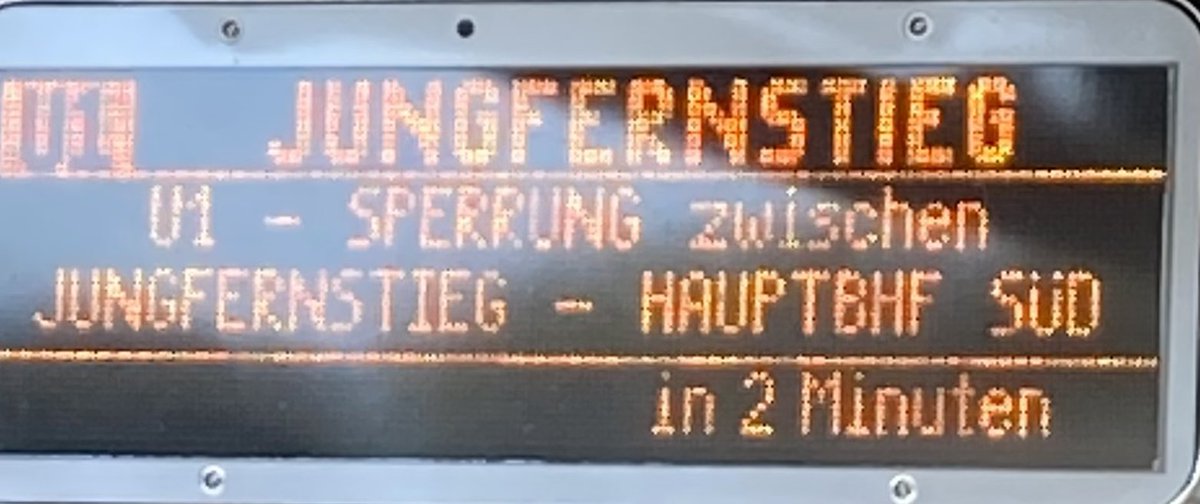 U1 JUNGFERNSTIEG
U1 - SPERRUNG zwischen
JUNGFERNSTIEG - HAUPTBHF SÜD
in 2 Minuten